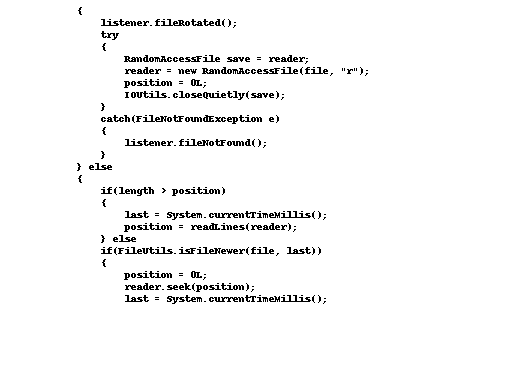 {
listener.fileRotated();
try
{
RandomAccessFile save = reader;
reader = new RandomAccessFile(file, "r");
position = 0L;
IOUtils.closeQuietly(save);
}
catch(FileNotFoundException e)
{
listener.fileNotFound();
}
} else
{
if(length > position)
{
last = System.currentTimeMillis();
position = readLines(reader);
} else
if(FileUtils.isFileNewer(file, last))
{
position = 0L;
reader.seek(position);
last = System.currentTimeMillis();